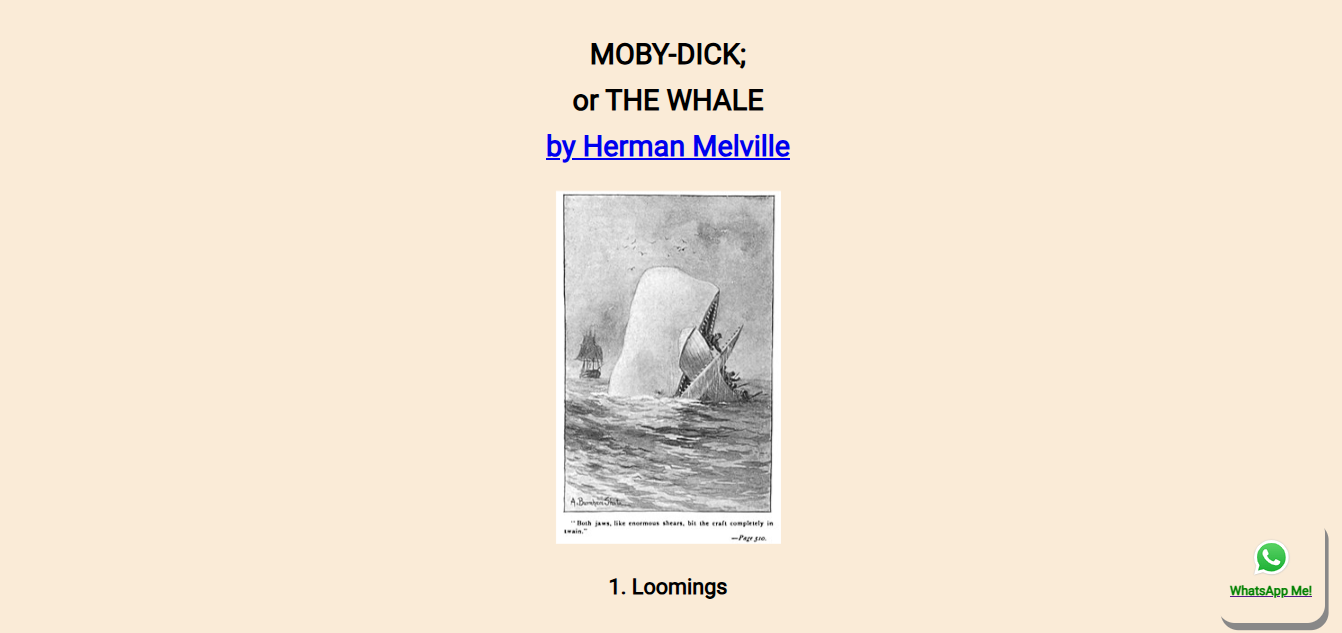 MOBY-DICK;
or THE WHALE
by Herman Melville
A. Burnham Shute
"Both jaws, like enormous shears, bit the craft completely in
twain."
—Page 510.
1. Loomings
WhatsApp Me!